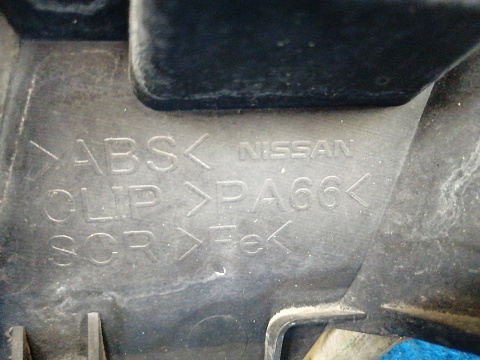 >ABS< NISSAN
CLIP >PA66<
SCR >Fe<